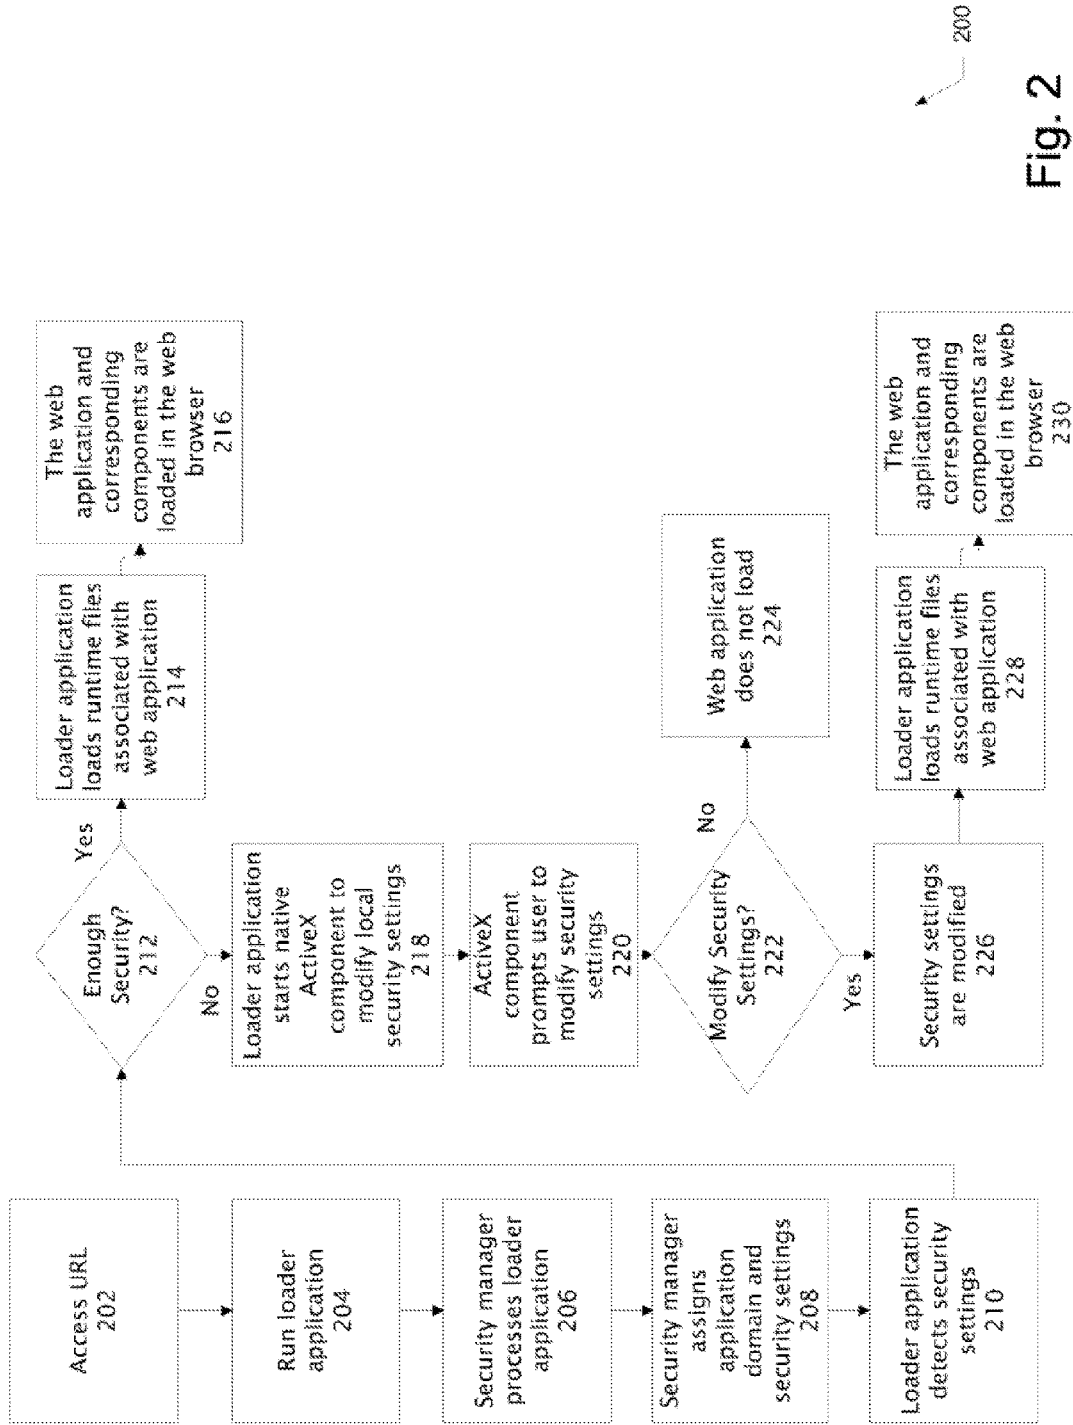 Access URL
202
Run loader
application
204
Security manager
processes loader
application
206
Security manager
assigns
application
domain and
security settings
208
Loader application
detects security
settings
210
Enough
Security?
212
Yes
No
Loader application
loads runtime files
associated with
web application
214
The web
application and
corresponding
components are
loaded in the web
browser
216
Loader application
starts native
ActiveX
component to
modify local
security settings
218
ActiveX
component
prompts user to
modify security
settings
220
Modify Security
Settings?
222
No
Yes
Web application
does not load
224
Security settings
are modified
226
Loader application
loads runtime files
associated with
web application
228
The web
application and
corresponding
components are
loaded in the web
browser
230
200
Fig. 2